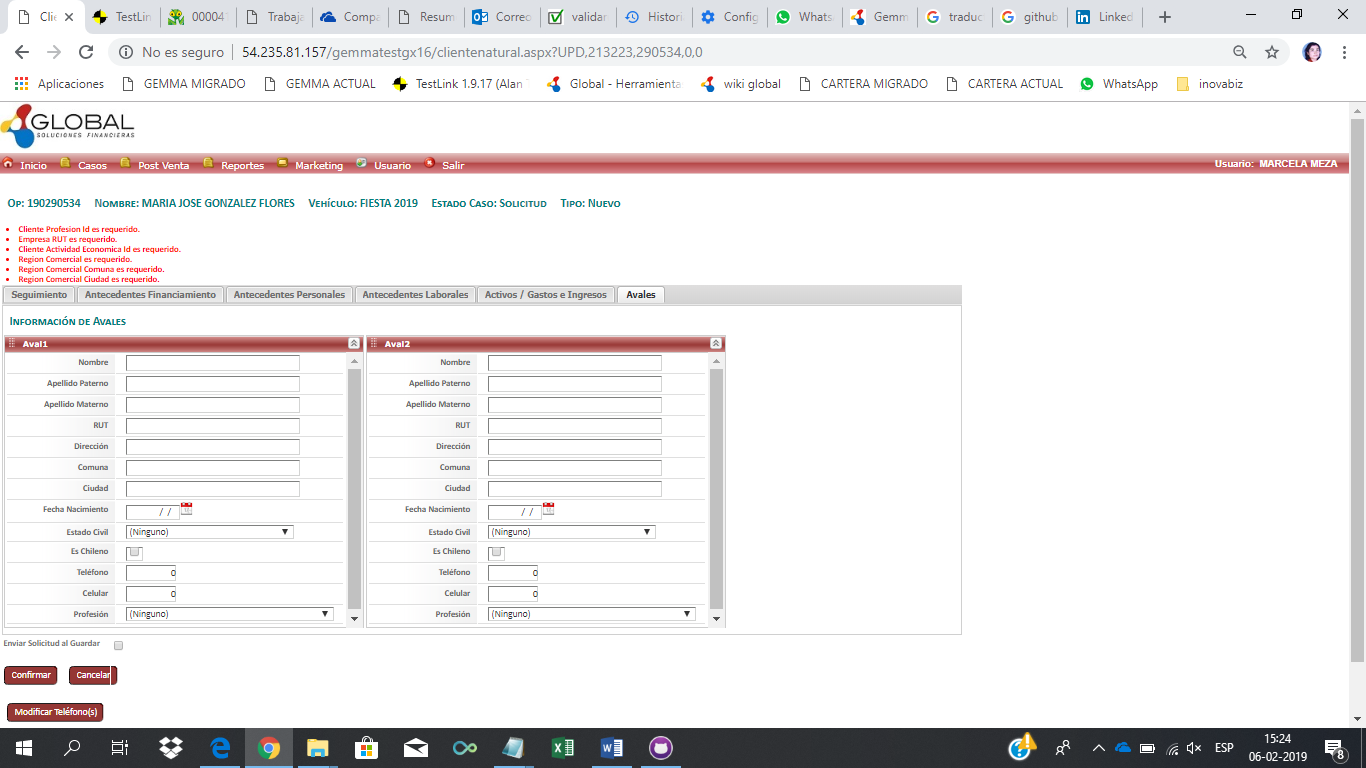 Clie
TestLin
00004
Trabaja
Compa
Resum
Correo
validar
Histori
Config
Whats
Gemm
traduc
github
Linked
No es seguro | 54.235.81.157/gemmatestgx16/clientenatural.aspx?UPD,213223,290534,0,0
Aplicaciones GEMMA MIGRADO GEMMA ACTUAL TestLink 1.9.17 (Alan Global - Herramienta wiki global CARTERA MIGRADO CARTERA ACTUAL WhatsApp inovabiz
GLOBAL
SOLUCIONES FINANCIERAS
Inicio Casos Post Venta Reportes Marketing Usuario Salir Usuario: MARCELA MEZA
Op: 190290534 Nombre: MARIA JOSE GONZALEZ FLORES Vehículo: FIESTA 2019 Estado Caso: Solicitud Tipo: Nuevo
Cliente Profesion Id es requerido.
Empresa RUT es requerido.
Cliente Actividad Economica Id es requerido.
Region Comercial es requerido.
Region Comercial Comuna es requerido.
Region Comercial Ciudad es requerido.
Seguimiento Antecedentes Financiamiento Antecedentes Personales Antecedentes Laborales Activos / Gastos e Ingresos Avales
Información de Avales
Aval1
Nombre
Apellido Paterno
Apellido Materno
RUT
Dirección
Comuna
Ciudad
Fecha Nacimiento / /
Estado Civil (Ninguno)
Es Chileno
Teléfono 0
Celular 0
Profesión (Ninguno)
Aval2
Nombre
Apellido Paterno
Apellido Materno
RUT
Dirección
Comuna
Ciudad
Fecha Nacimiento / /
Estado Civil (Ninguno)
Es Chileno
Teléfono 0
Celular 0
Profesión (Ninguno)
Enviar Solicitud al Guardar
Confirmar Cancelar
Modificar Teléfono(s)
ESP
15:24
06-02-2019
8